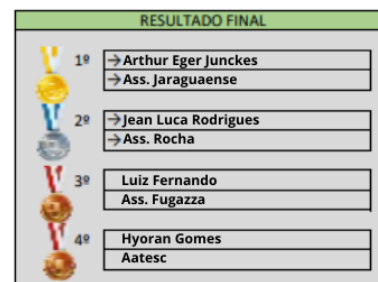 RESULTADO FINAL
1º
→Arthur Eger Junckes
→Ass. Jaraguaense
2º
→Jean Luca Rodrigues
→Ass. Rocha
3º
Luiz Fernando
Ass. Fugazza
4º
Hyoran Gomes
Aatesc